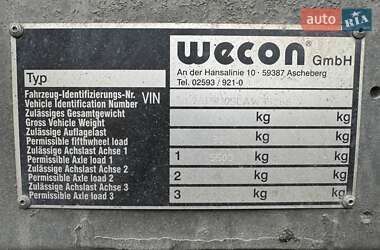 auto RIA
wecon® GmbH
An der Hansalinie 10 · 59387 Ascheberg
Tel. 02593 / 921-0
Typ
Fahrzeug-Identifizierungs-Nr.
Vehicle Identification Number VIN
Zulässiges Gesamtgewicht
Gross Vehicle Weight kg kg
Zulässige Auflagelast
Permissible fifthwheel load kg kg
Zulässige Achslast Achse 1
Permissible Axle load 1 1 kg kg
Zulässige Achslast Achse 2
Permissible Axle load 2 2 kg kg
Zulässige Achslast Achse 3
Permissible Axle load 3 3 kg kg